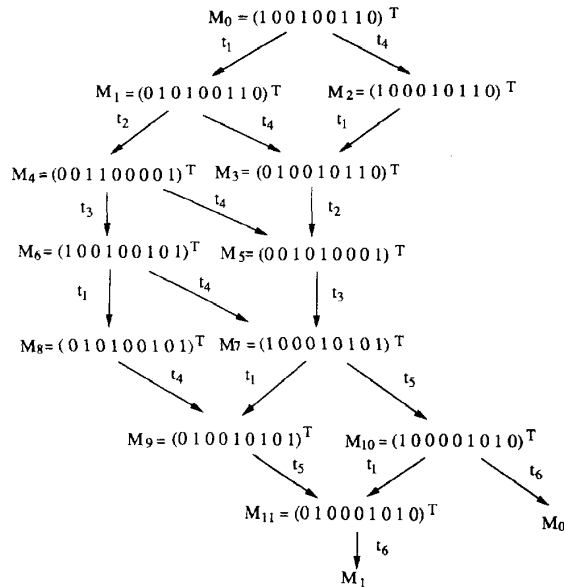 M₀ = (1 0 0 1 0 0 1 1 0) ᵀ
t₁ t₄
M₁ = (0 1 0 1 0 0 1 1 0) ᵀ M₂ = (1 0 0 0 1 0 1 1 0) ᵀ
t₂ t₄ t₁
M₄ = (0 0 1 1 0 0 0 0 1) ᵀ M₃ = (0 1 0 0 1 0 1 1 0) ᵀ
t₃ t₄ t₂
M₆ = (1 0 0 1 0 0 1 0 1) ᵀ M₅ = (0 0 1 0 1 0 0 0 1) ᵀ
t₁ t₄ t₃
M₈ = (0 1 0 1 0 0 1 0 1) ᵀ M₇ = (1 0 0 0 1 0 1 0 1) ᵀ
t₄ t₁ t₅
M₉ = (0 1 0 0 1 0 1 0 1) ᵀ M₁₀ = (1 0 0 0 0 1 0 1 0) ᵀ
t₅ t₁ t₆
M₁₁ = (0 1 0 0 0 1 0 1 0) ᵀ M₀
t₆
M₁